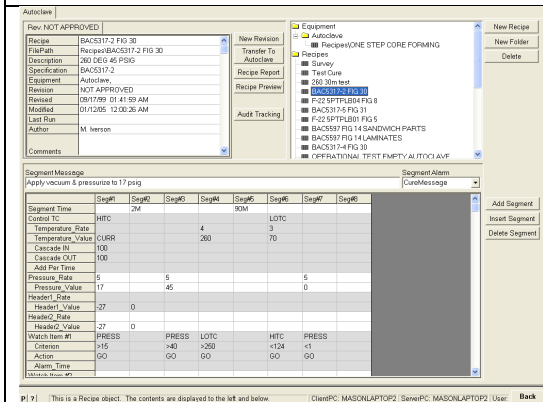 Autoclave
Rev: NOT APPROVED
Recipe BAC5317-2 FIG 30
FilePath Recipes\BAC5317-2 FIG 30
Description 260 DEG 45 PSIG
Specification BAC5317-2
Equipment Autoclave,
Revision NOT APPROVED
Revised 09/17/99 01:41:59 AM
Modified 01/12/05 12:00:26 AM
Last Run
Author M. Iverson
Comments
New Revision
Transfer To Autoclave
Recipe Report
Recipe Preview
Audit Tracking
Equipment
Autoclave
Recipes\ONE STEP CORE FORMING
Recipes
Survey
Test Cure
260 30m test
BAC5317-2 FIG 30
F-22 5PTPLB04 FIG 8
BAC5317-5 FIG 31
F-22 5PTPLB01 FIG 5
BAC5597 FIG 14 SANDWICH PARTS
BAC5597 FIG 14 LAMINATES
BAC5317-4 FIG 30
OPERATIONAL TEST EMPTY AUTOCLAVE
New Recipe
New Folder
Delete
Segment Message
Segment Alarm
Apply vacuum & pressurize to 17 psig
CureMessage
Add Segment
Insert Segment
Delete Segment
Seg#1 Seg#2 Seg#3 Seg#4 Seg#5 Seg#6 Seg#7 Seg#8
Segment Time 2M 90M
Control TC HITC LOTC
Temperature_Rate 4 3
Temperature_Value CURR 260 70
Cascade IN 100
Cascade OUT 100
Add Per Time
Pressure_Rate 5 5 5
Pressure_Value 17 45 0
Header1_Rate
Header1_Value -27 0
Header2_Rate
Header2_Value -27 0
Watch Item #1 PRESS PRESS LOTC HITC PRESS
Criterion >15 >40 >250 <124 <1
Action GO GO GO GO GO
Alarm_Time
Watch Item #2
P ? This is a Recipe object. The contents are displayed to the left and below. ClientPC: MASONLAPTOP2 ServerPC: MASONLAPTOP2 User: Back